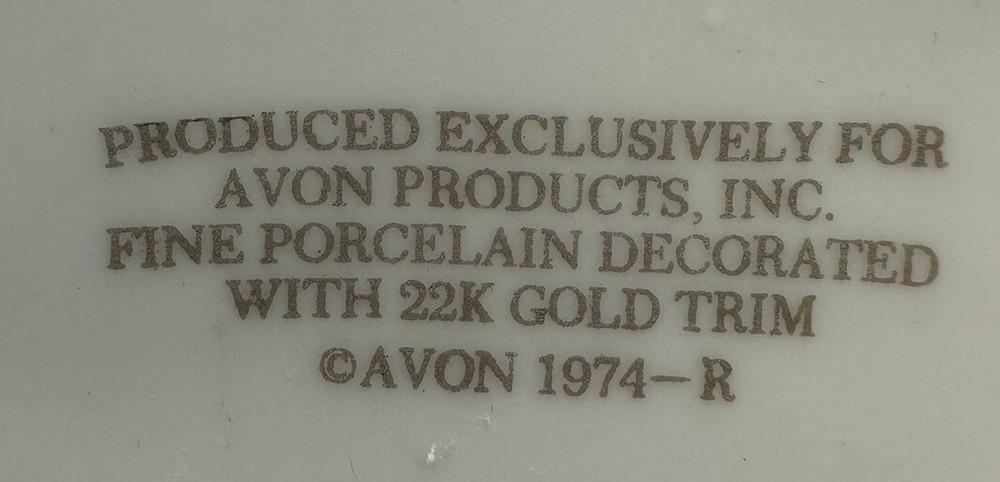 PRODUCED EXCLUSIVELY FOR
AVON PRODUCTS, INC.
FINE PORCELAIN DECORATED
WITH 22K GOLD TRIM
©AVON 1974–R